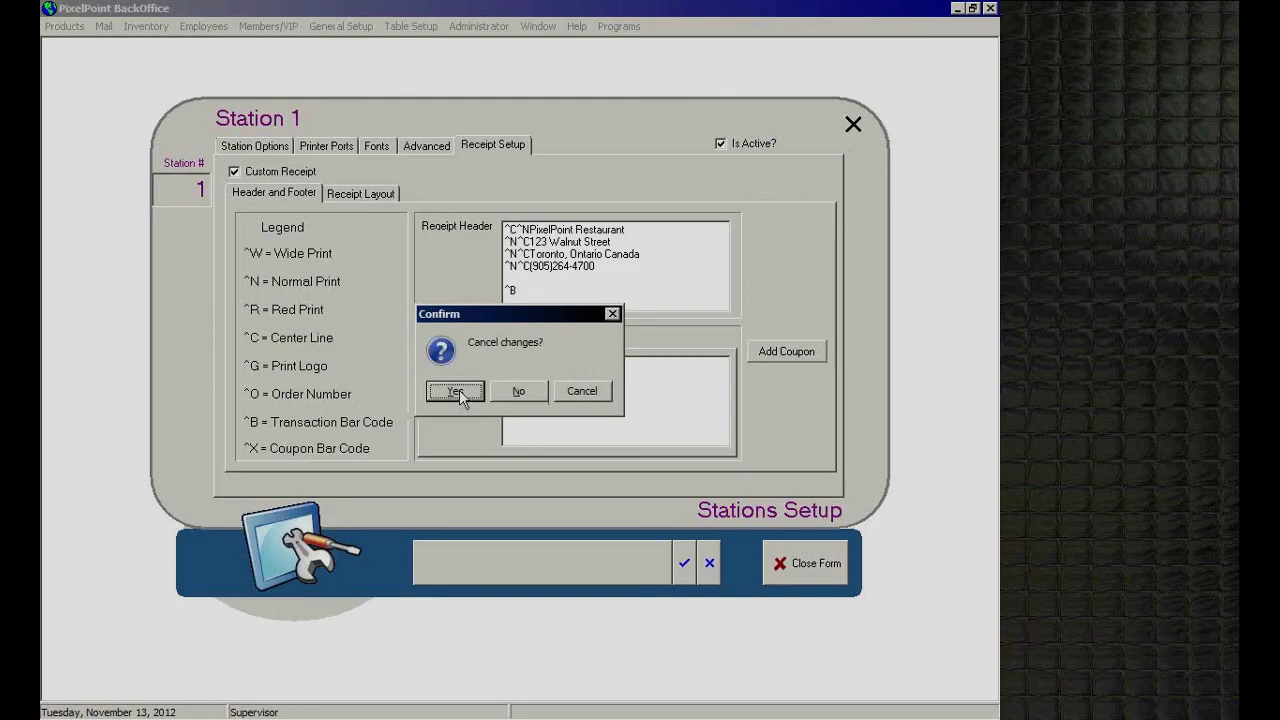 PixelPoint BackOffice
Products Mail Inventory Employees Members/VIP General Setup Table Setup Administrator Window Help Programs
Station 1
Station Options Printer Ports Fonts Advanced Receipt Setup
Is Active?
Station #
1
Custom Receipt
Header and Footer Receipt Layout
Legend
^W = Wide Print
^N = Normal Print
^R = Red Print
^C = Center Line
^G = Print Logo
^O = Order Number
^B = Transaction Bar Code
^X = Coupon Bar Code
Receipt Header
^C^NPixelPoint Restaurant
^N^C123 Walnut Street
^N^CToronto, Ontario Canada
^N^C(905)264-4700
^B
Confirm
Cancel changes?
Yes No Cancel
Add Coupon
Stations Setup
Close Form
Tuesday, November 13, 2012 Supervisor